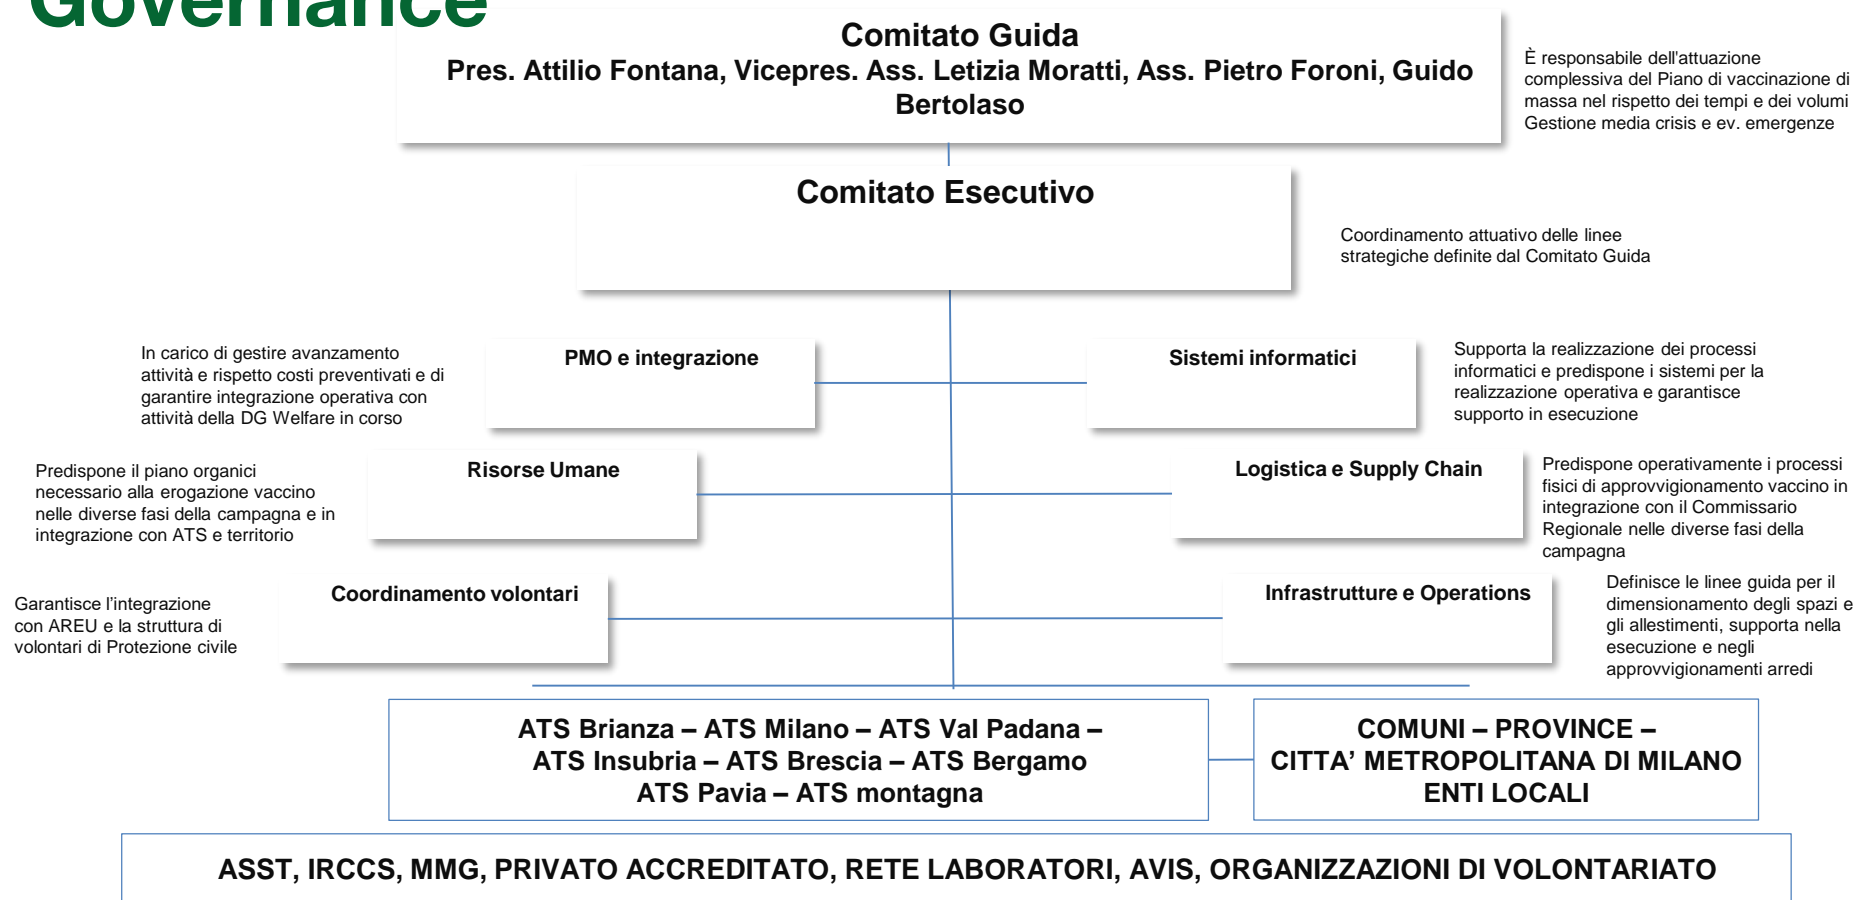 Governance
Comitato Guida
Pres. Attilio Fontana, Vicepres. Ass. Letizia Moratti, Ass. Pietro Foroni, Guido
Bertolaso
È responsabile dell'attuazione
complessiva del Piano di vaccinazione di
massa nel rispetto dei tempi e dei volumi
Gestione media crisis e ev. emergenze
Comitato Esecutivo
Coordinamento attuativo delle linee
strategiche definite dal Comitato Guida
In carico di gestire avanzamento
attività e rispetto costi preventivati e di
garantire integrazione operativa con
attività della DG Welfare in corso
PMO e integrazione
Sistemi informatici
Supporta la realizzazione dei processi
informatici e predispone i sistemi per la
realizzazione operativa e garantisce
supporto in esecuzione
Predispone il piano organici
necessario alla erogazione vaccino
nelle diverse fasi della campagna e in
integrazione con ATS e territorio
Risorse Umane
Logistica e Supply Chain
Predispone operativamente i processi
fisici di approvvigionamento vaccino in
integrazione con il Commissario
Regionale nelle diverse fasi della
campagna
Garantisce l'integrazione
con AREU e la struttura di
volontari di Protezione civile
Coordinamento volontari
Infrastrutture e Operations
Definisce le linee guida per il
dimensionamento degli spazi e
gli allestimenti, supporta nella
esecuzione e negli
approvvigionamenti arredi
ATS Brianza – ATS Milano – ATS Val Padana –
ATS Insubria – ATS Brescia – ATS Bergamo
ATS Pavia – ATS montagna
COMUNI – PROVINCE –
CITTA' METROPOLITANA DI MILANO
ENTI LOCALI
ASST, IRCCS, MMG, PRIVATO ACCREDITATO, RETE LABORATORI, AVIS, ORGANIZZAZIONI DI VOLONTARIATO